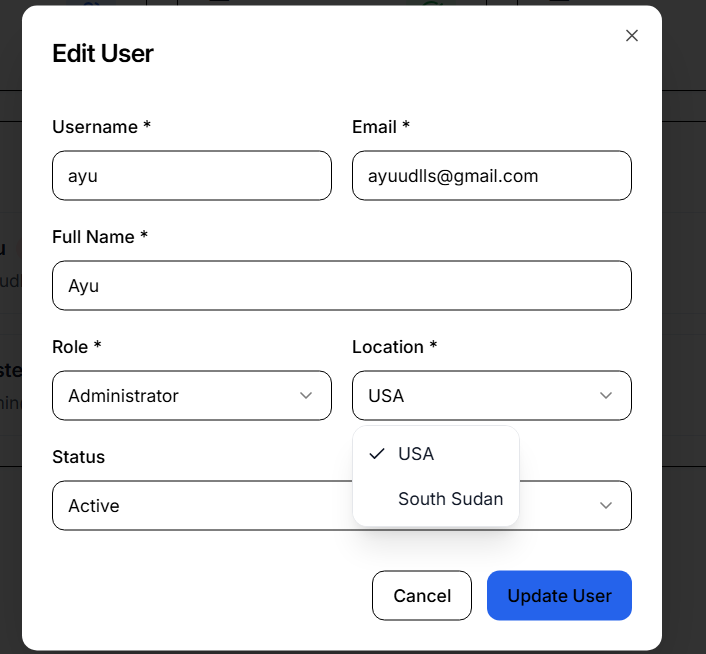 Edit User
Username *
Email *
ayu
ayuudlls@gmail.com
Full Name *
Ayu
Role *
Location *
Administrator
USA
USA
South Sudan
Status
Active
Cancel
Update User